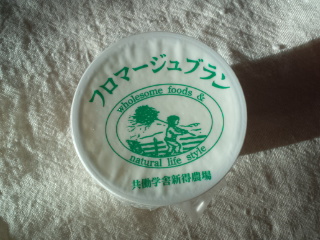 フロマージュブラン
wholesome foods &
natural life style
共働学舎新得農場